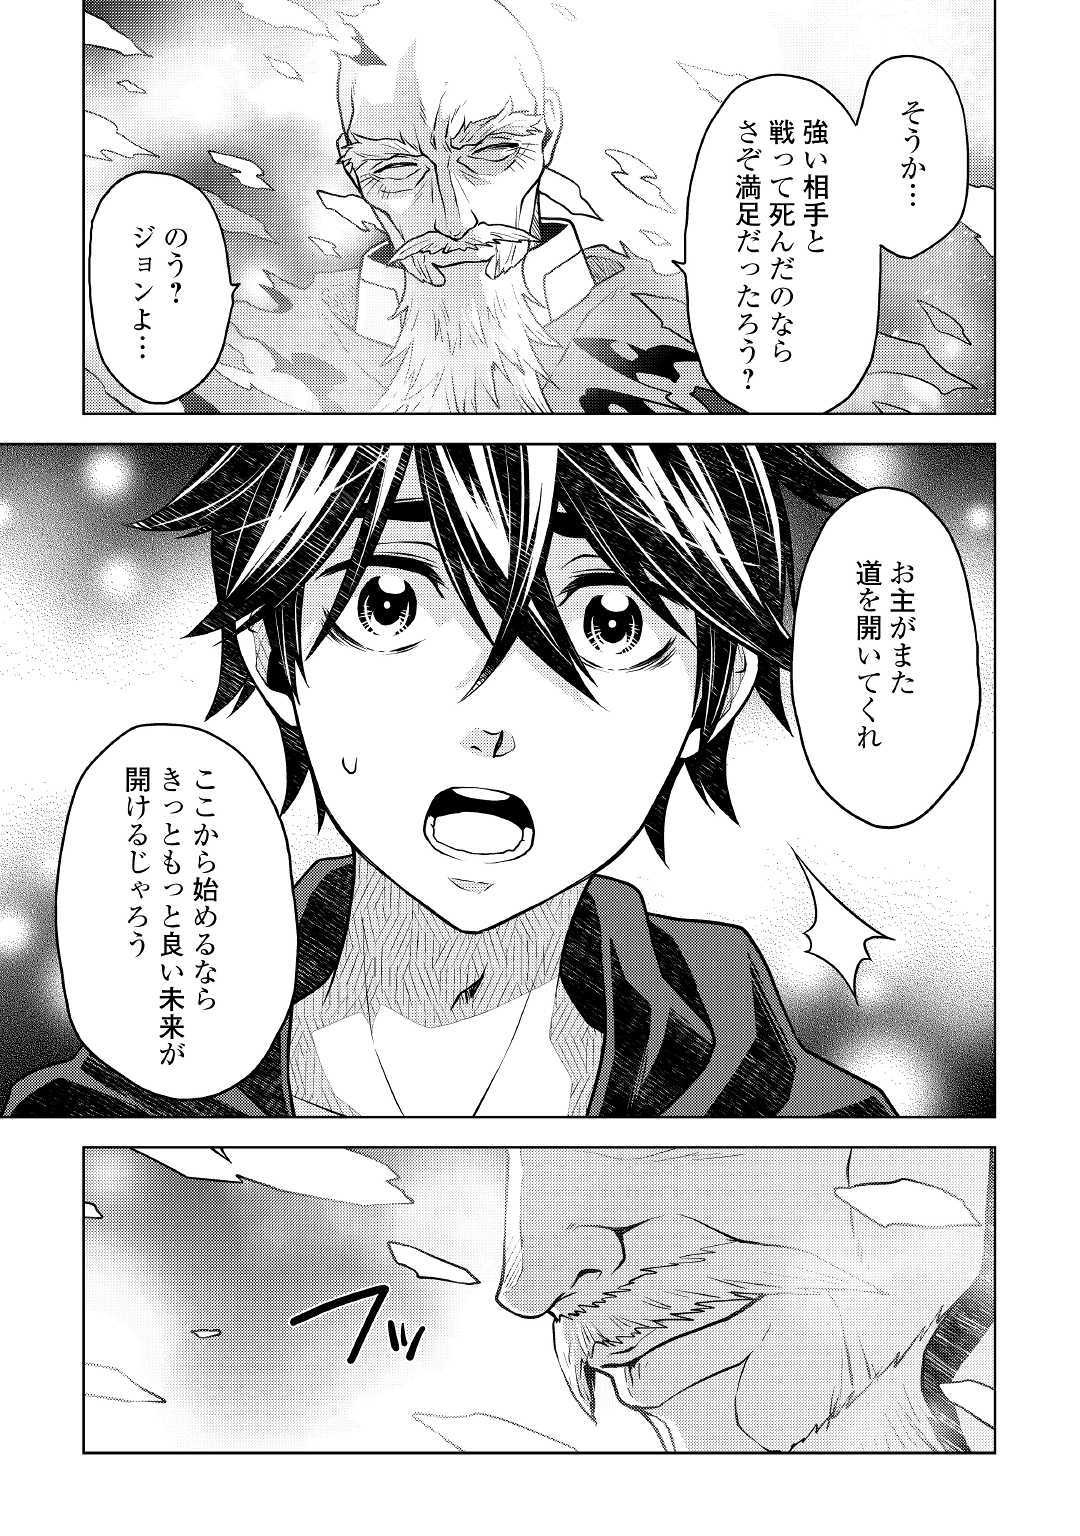 そうか…
強い相手と
戦って死んだのなら
さぞ満足だったろう?
のう?
ジョンよ…
お主がまた
道を開いてくれ
ここから始めるなら
きっともっと良い未来が
開けるじゃろう
フッ